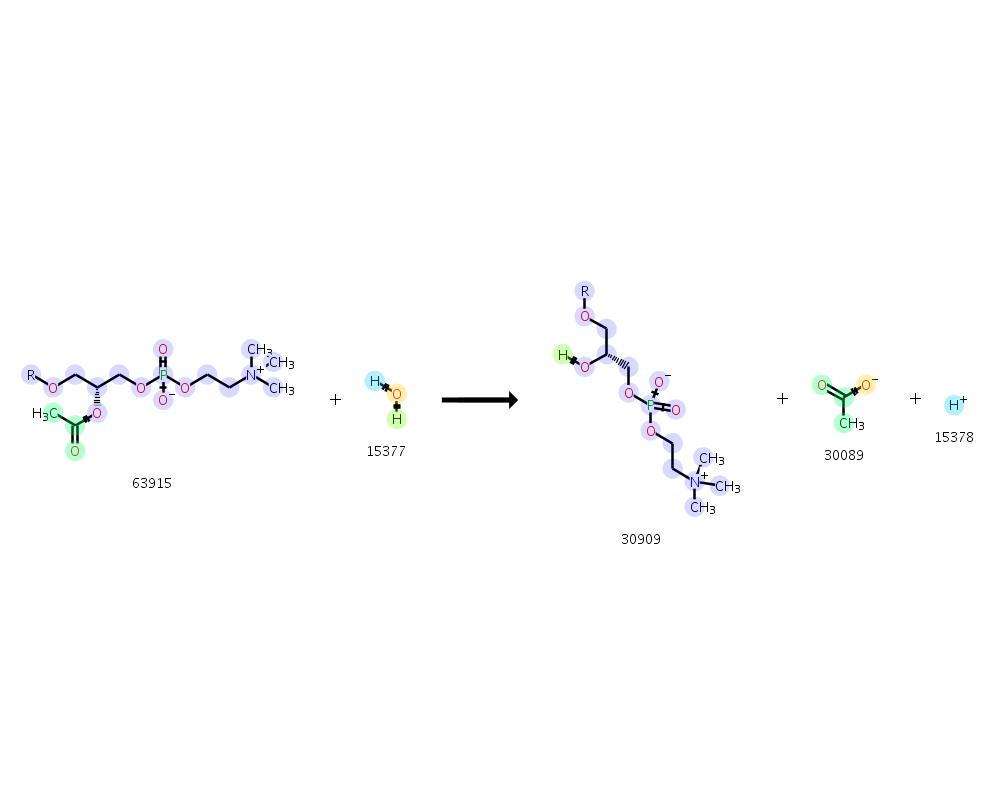 R O O P O O⁻ O N⁺ CH₃ CH₃ CH₃
H₃C O O
63915
+
H O H
15377
R
O
H O
O P O⁻ O
O
N⁺ CH₃ CH₃ CH₃
30909
+
O O⁻
CH₃
30089
+
H⁺
15378